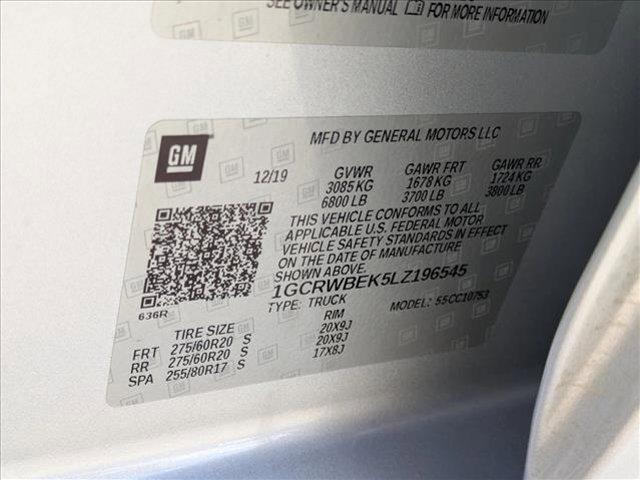 SEE OWNER'S MANUAL FOR MORE INFORMATION
GM
MFD BY GENERAL MOTORS LLC
12/19 GVWR GAWR FRT GAWR RR
3085 KG 1678 KG 1724 KG
6800 LB 3700 LB 3800 LB
THIS VEHICLE CONFORMS TO ALL
APPLICABLE U.S. FEDERAL MOTOR
VEHICLE SAFETY STANDARDS IN EFFECT
ON THE DATE OF MANUFACTURE
SHOWN ABOVE.
1GCRWBEK5LZ196545
TYPE: TRUCK MODEL: 55CC10753
636R
TIRE SIZE RIM
FRT 275/60R20 S 20X9J
RR 275/60R20 S 20X9J
SPA 255/80R17 S 17X8J